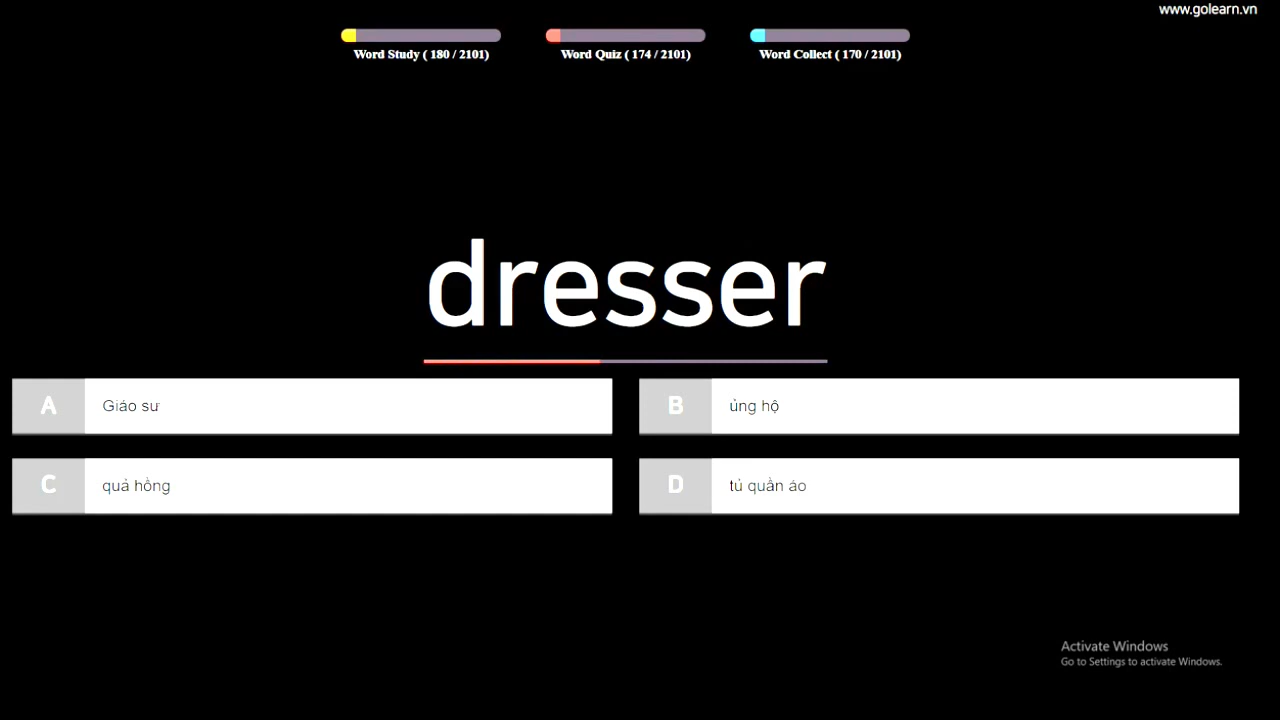 www.golearn.vn
Word Study ( 180 / 2101)
Word Quiz ( 174 / 2101)
Word Collect ( 170 / 2101)
dresser
A Giáo sư
B ủng hộ
C quả hồng
D tủ quần áo
Activate Windows
Go to Settings to activate Windows.